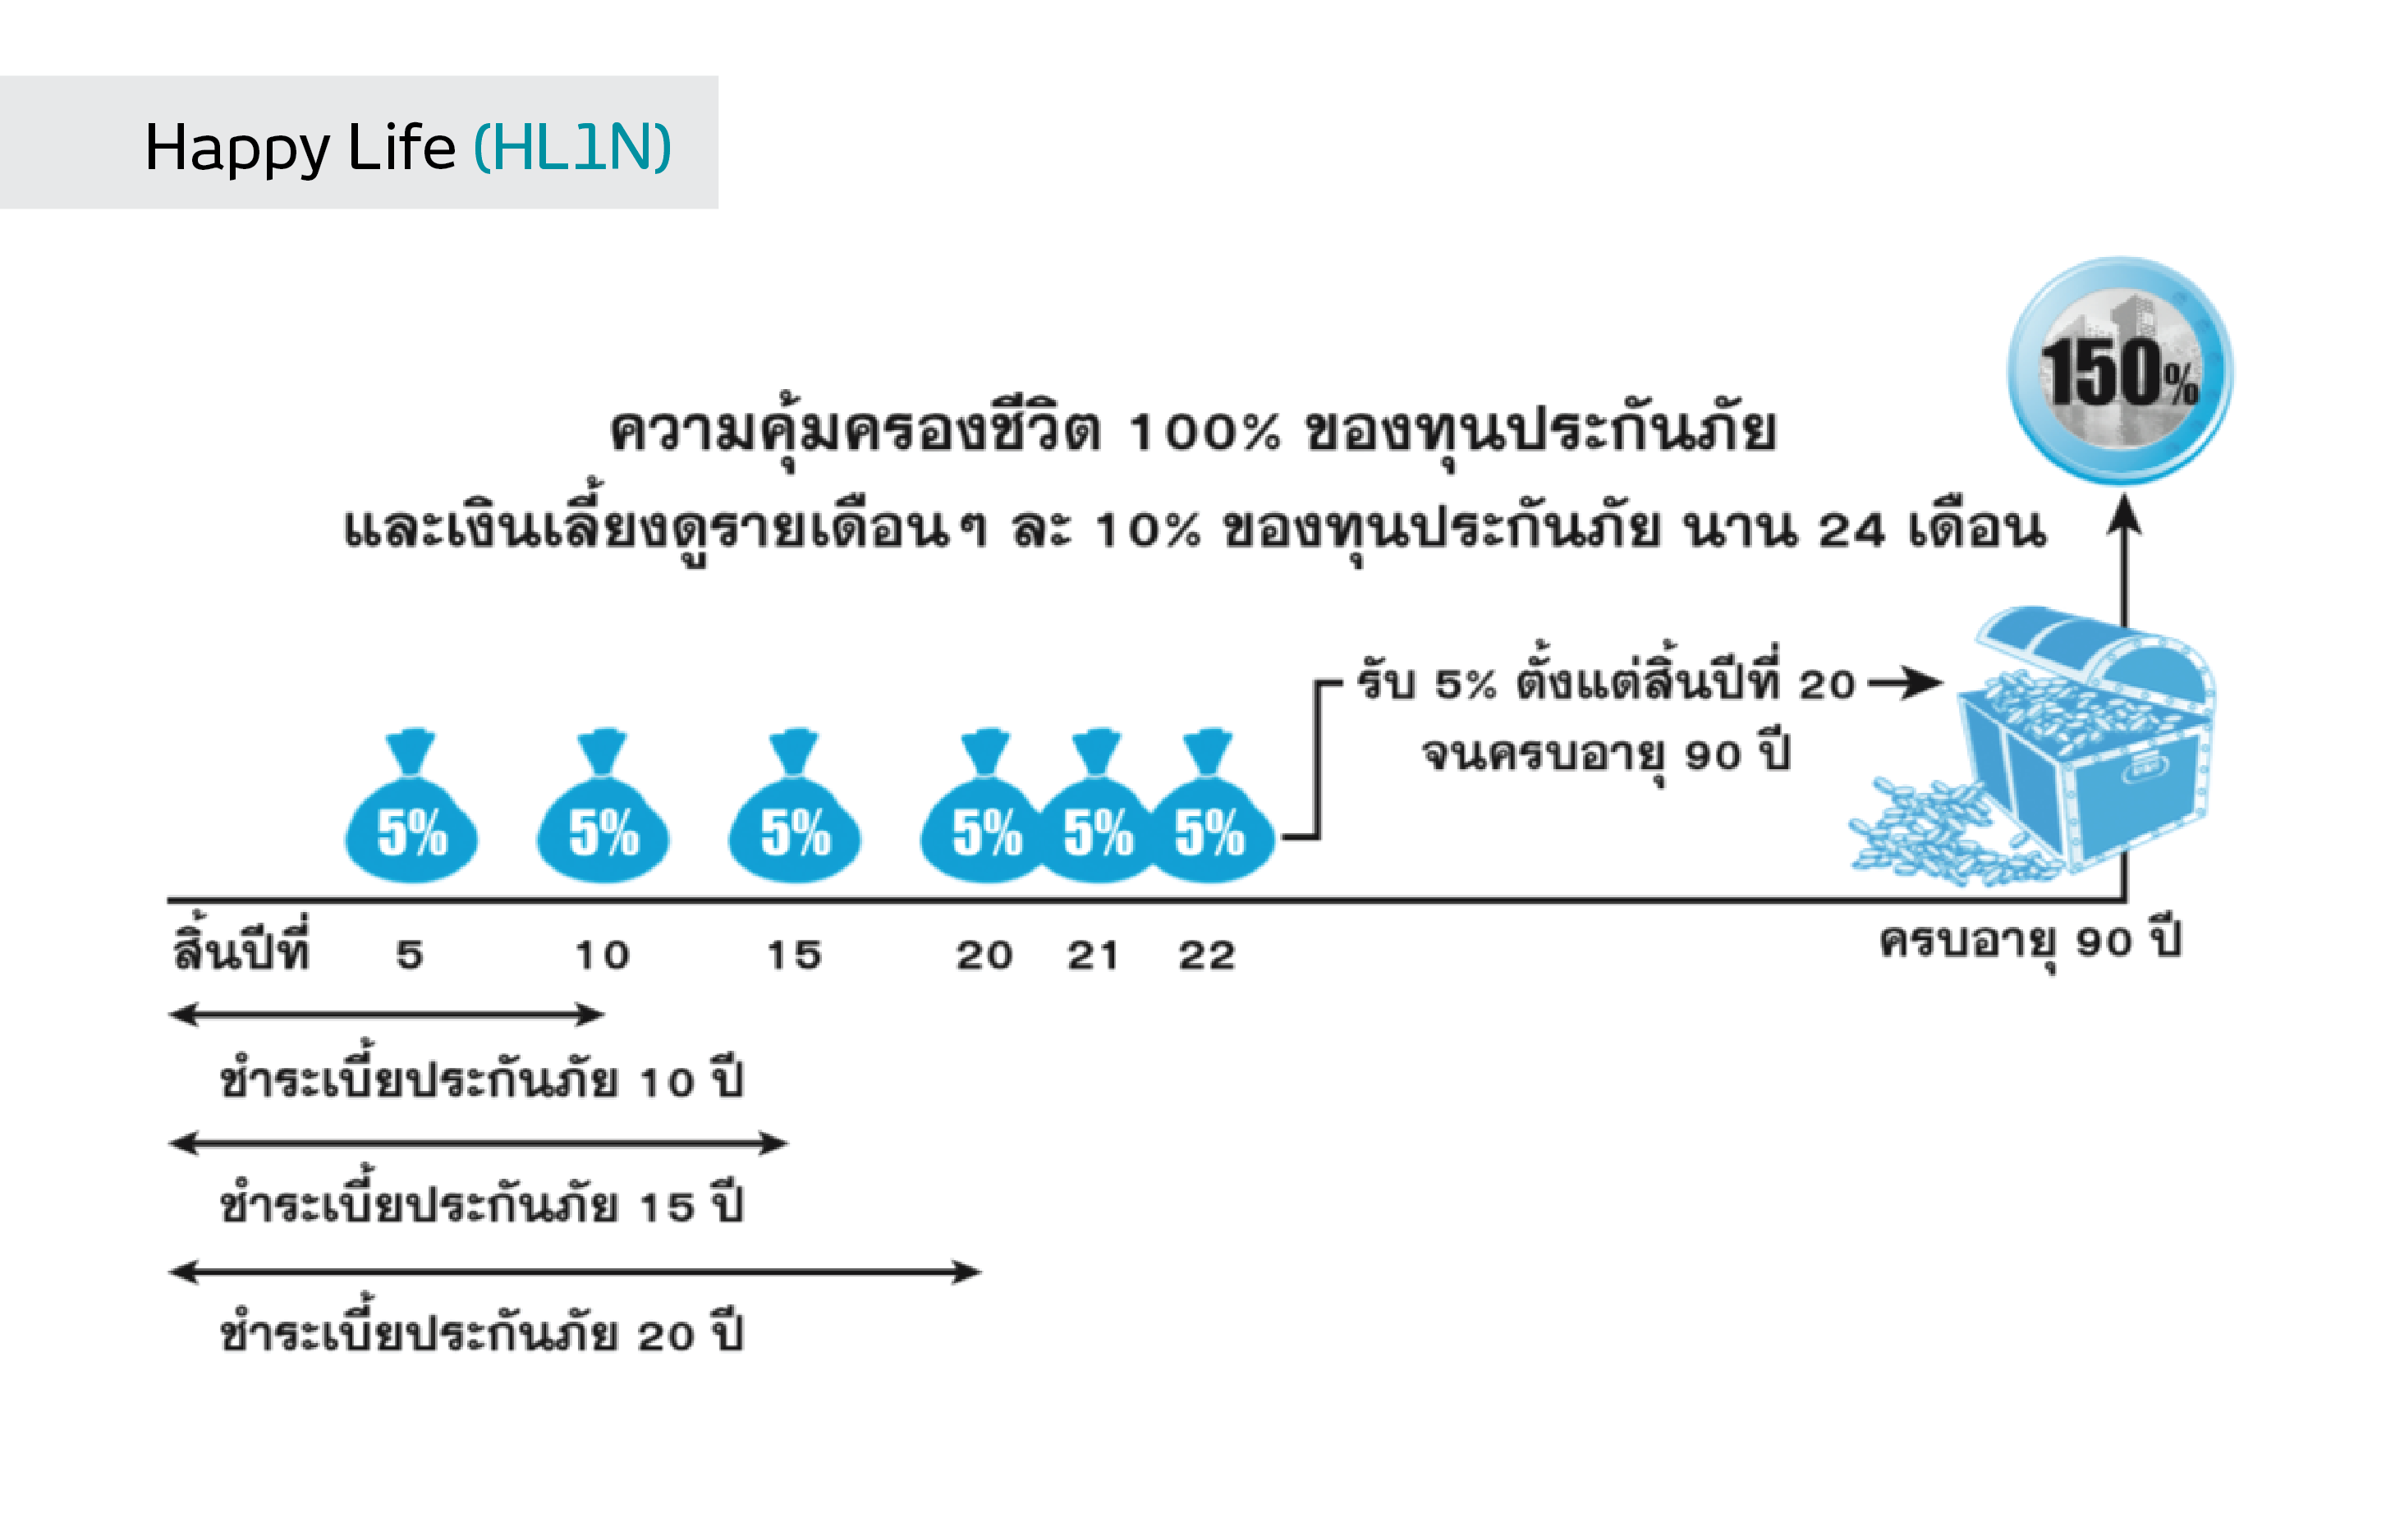 Happy Life (HL1N)
150%
ความคุ้มครองชีวิต 100% ของทุนประกันภัย
และเงินเลี้ยงดูรายเดือนๆ ละ 10% ของทุนประกันภัย นาน 24 เดือน
รับ 5% ตั้งแต่สิ้นปีที่ 20
จนครบอายุ 90 ปี
5% 5% 5% 5% 5% 5%
สิ้นปีที่ 5 10 15 20 21 22 ครบอายุ 90 ปี
ชำระเบี้ยประกันภัย 10 ปี
ชำระเบี้ยประกันภัย 15 ปี
ชำระเบี้ยประกันภัย 20 ปี